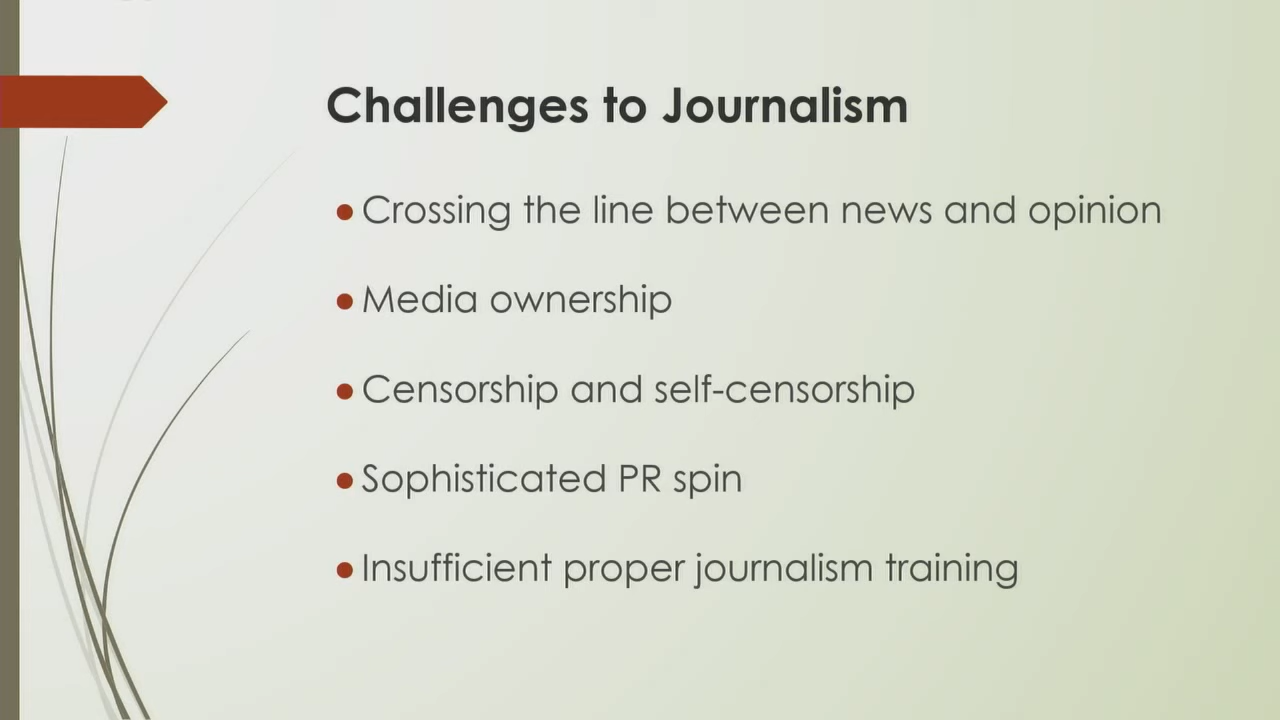 Challenges to Journalism
● Crossing the line between news and opinion
● Media ownership
● Censorship and self-censorship
● Sophisticated PR spin
● Insufficient proper journalism training